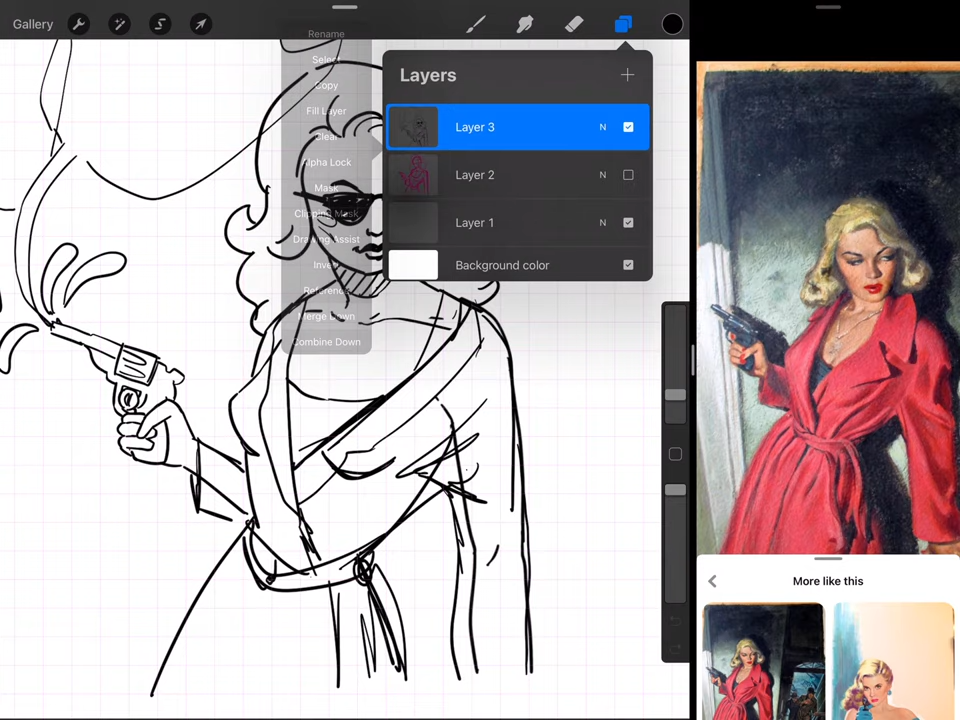 Gallery
Rename
Select
Copy
Fill Layer
Clear
Alpha Lock
Mask
Clipping Mask
Drawing Assist
Invert
Reference
Merge Down
Combine Down
Layers
Layer 3 N
Layer 2 N
Layer 1 N
Background color
More like this